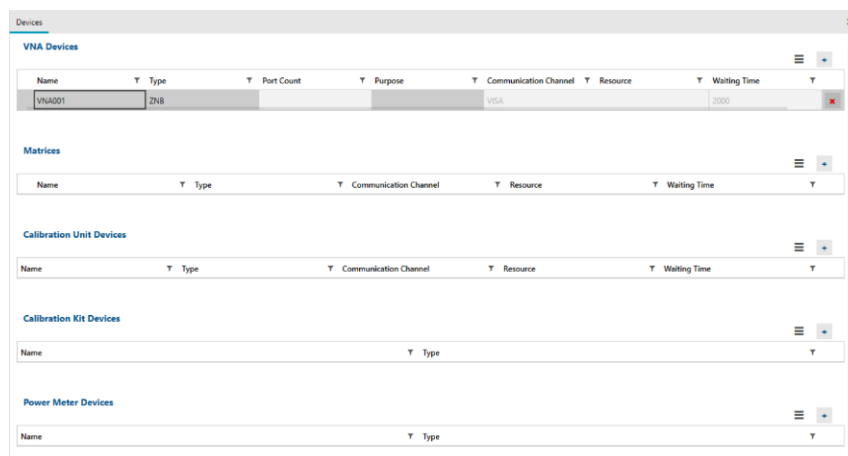 Devices
VNA Devices
Name Type Port Count Purpose Communication Channel Resource Waiting Time
VNA001 ZNB VISA 2000
Matrices
Name Type Communication Channel Resource Waiting Time
Calibration Unit Devices
Name Type Communication Channel Resource Waiting Time
Calibration Kit Devices
Name Type
Power Meter Devices
Name Type